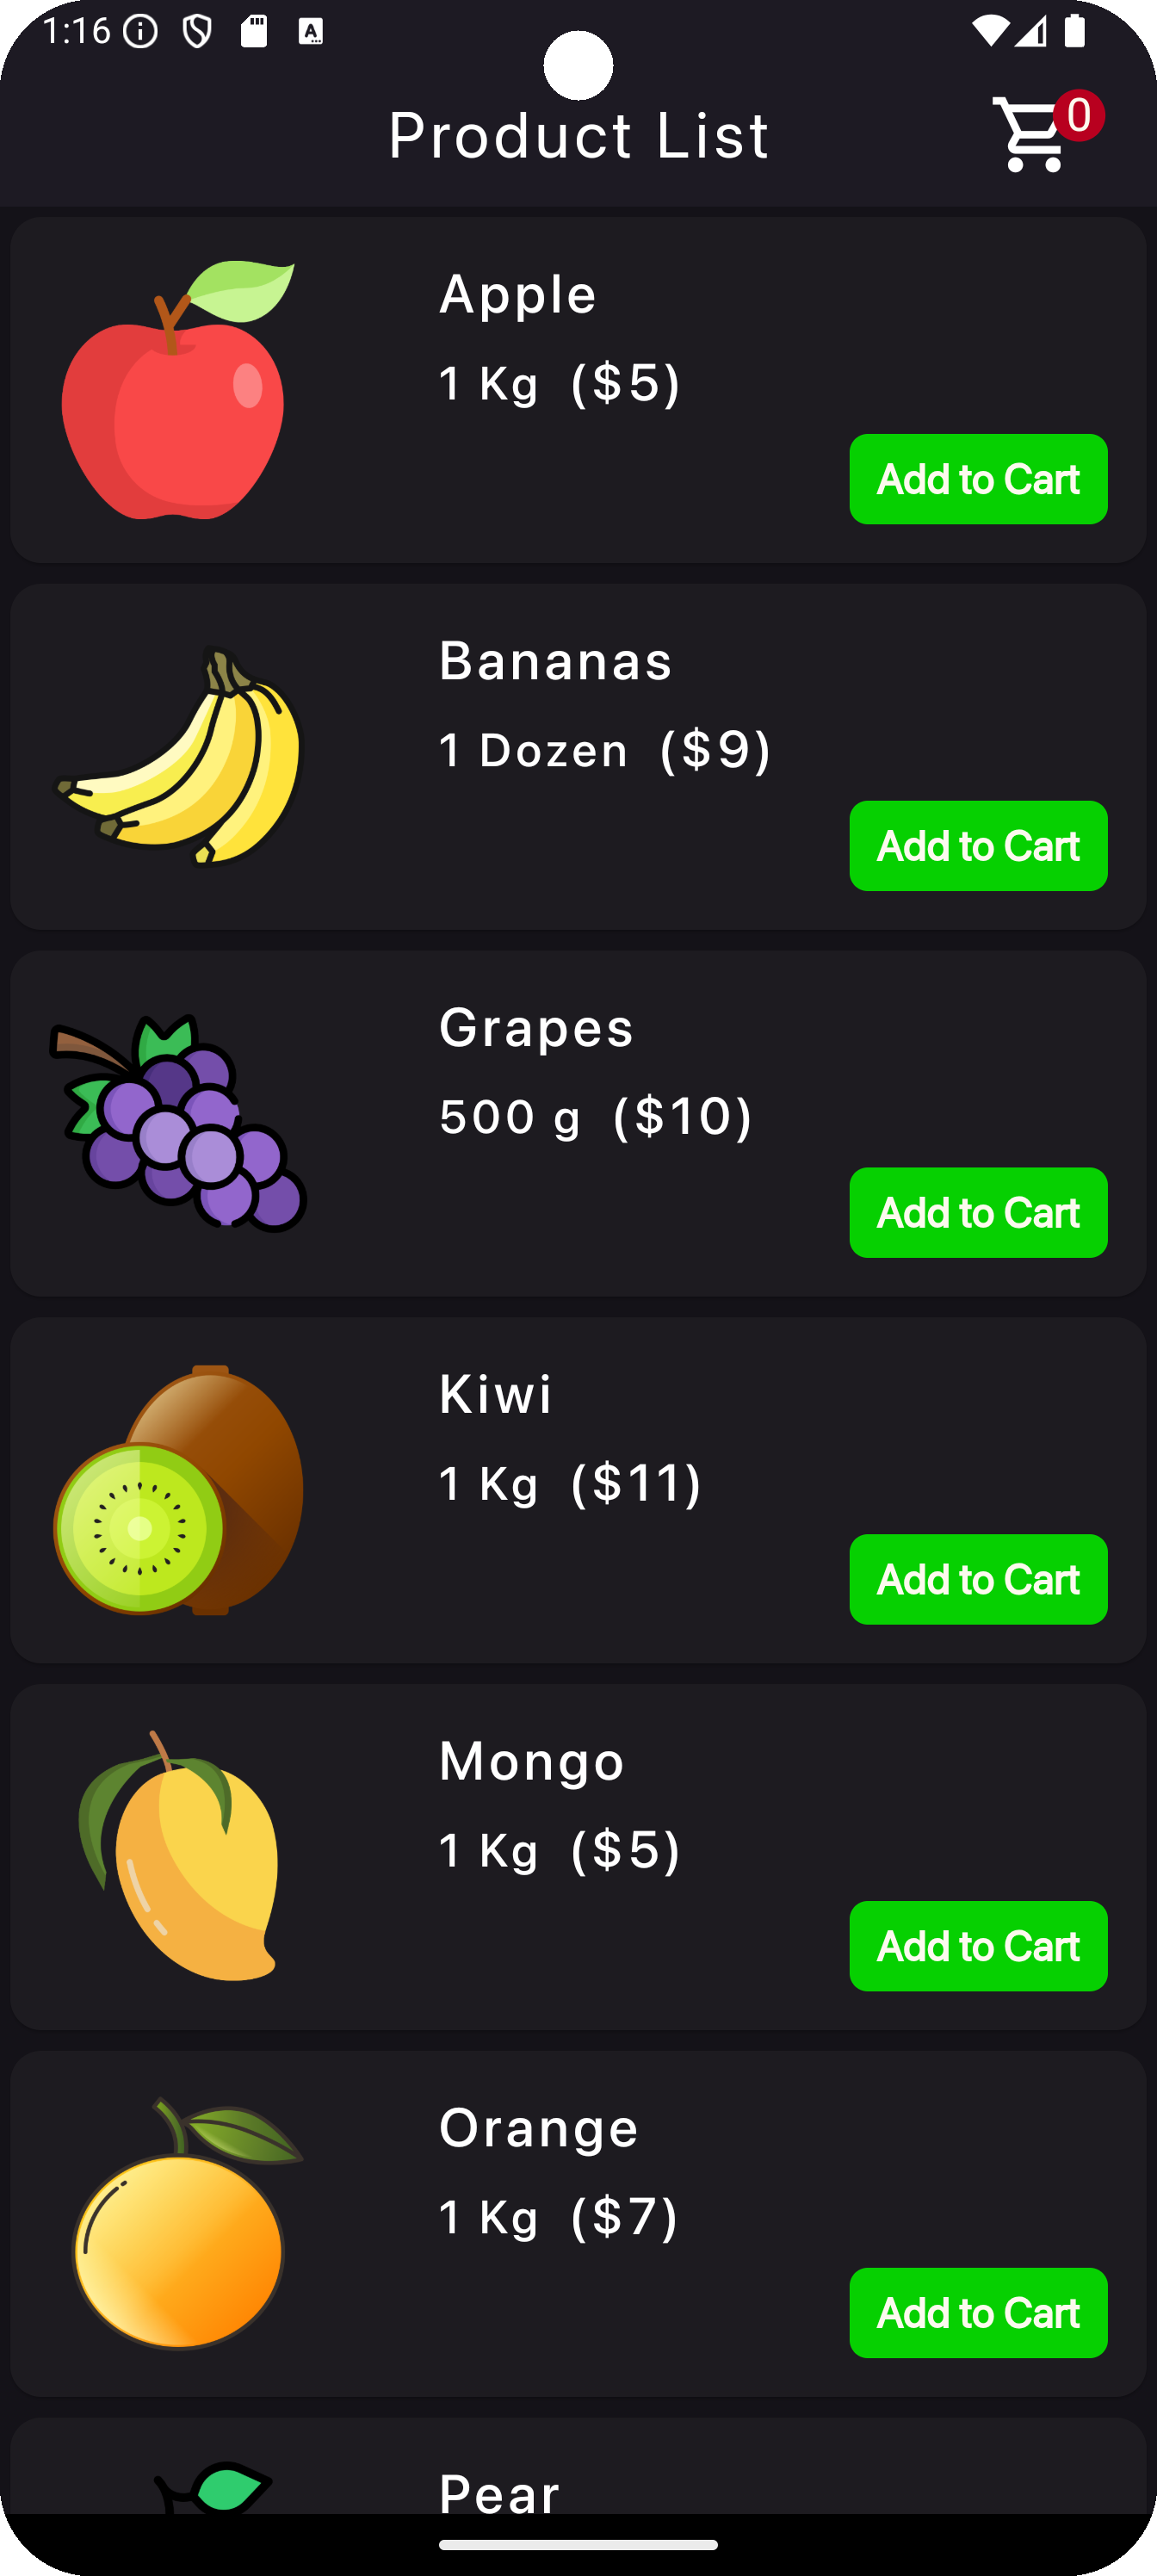 1:16
Product List
0
Apple
1 Kg ($5)
Add to Cart
Bananas
1 Dozen ($9)
Add to Cart
Grapes
500 g ($10)
Add to Cart
Kiwi
1 Kg ($11)
Add to Cart
Mongo
1 Kg ($5)
Add to Cart
Orange
1 Kg ($7)
Add to Cart
Pear